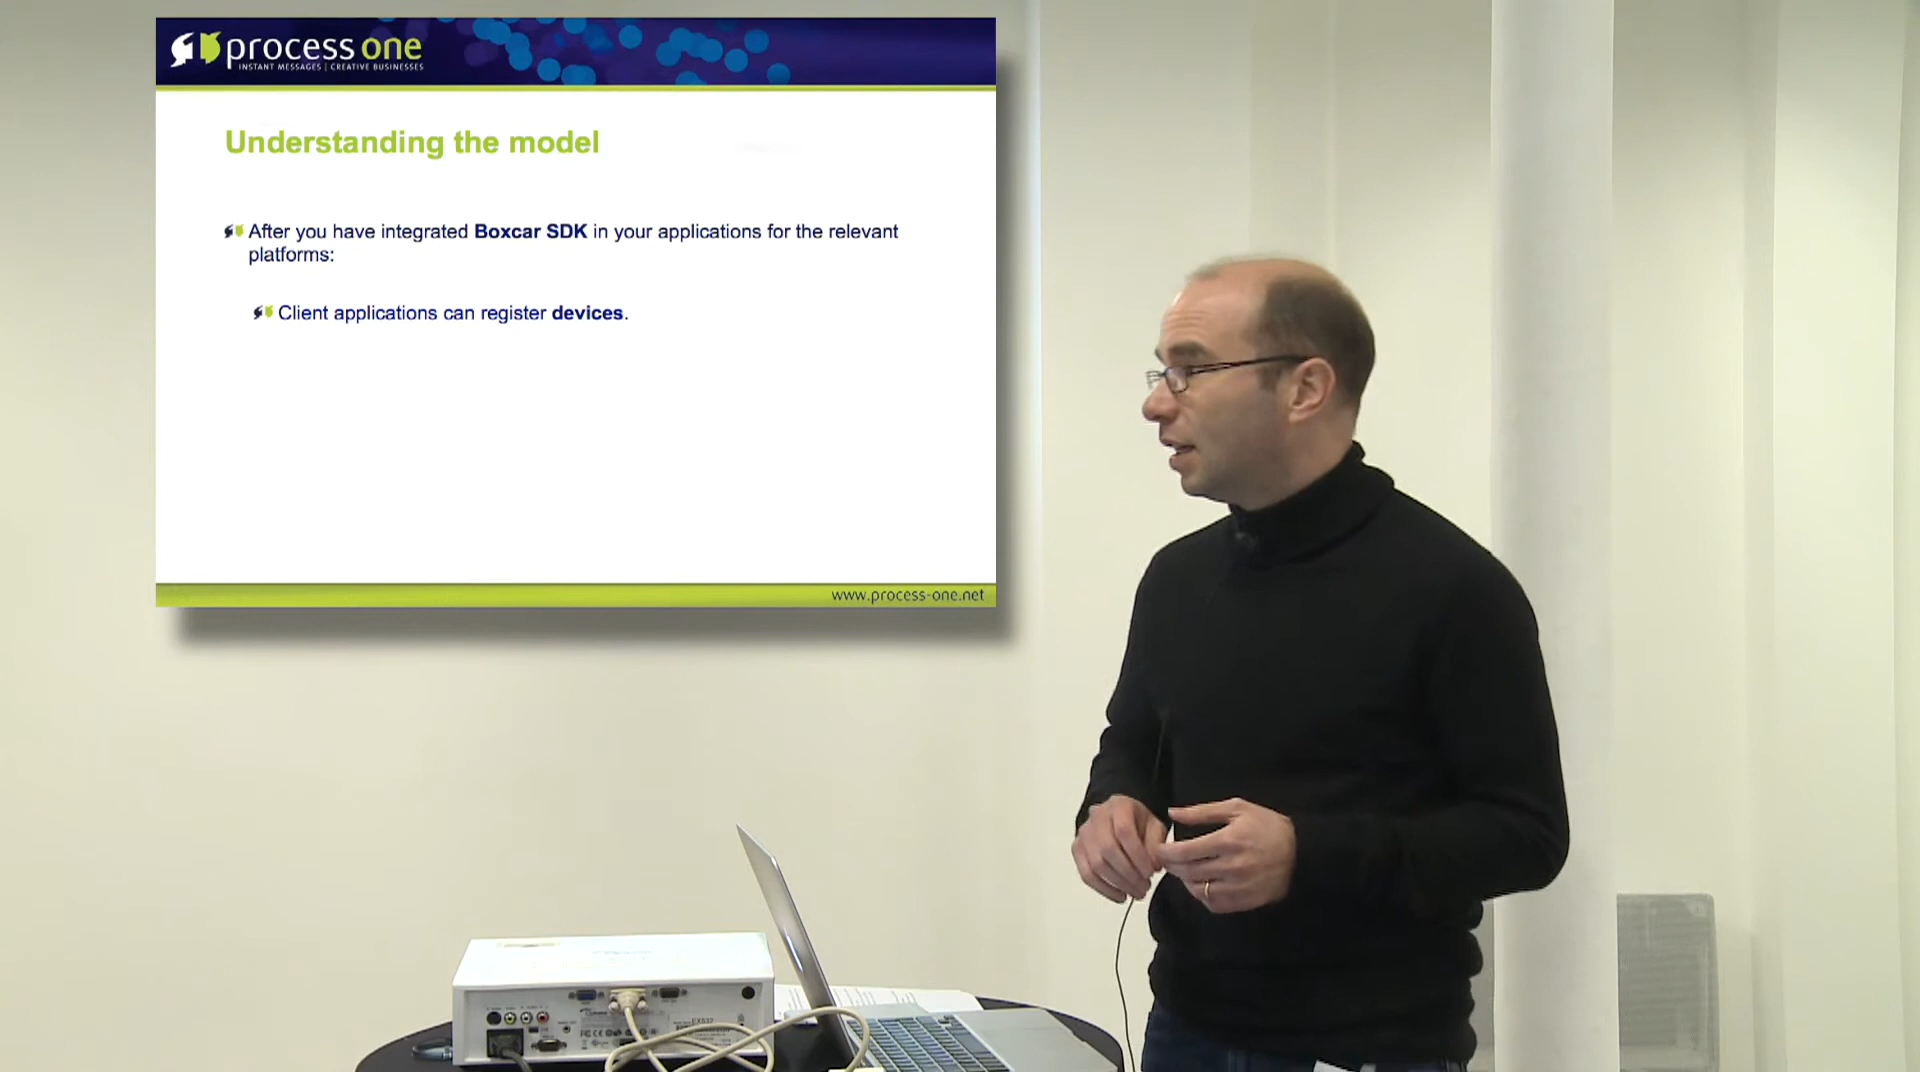 process one
INSTANT MESSAGES | CREATIVE BUSINESSES
Understanding the model
After you have integrated Boxcar SDK in your applications for the relevant
platforms:
Client applications can register devices.
www.process-one.net
EX532